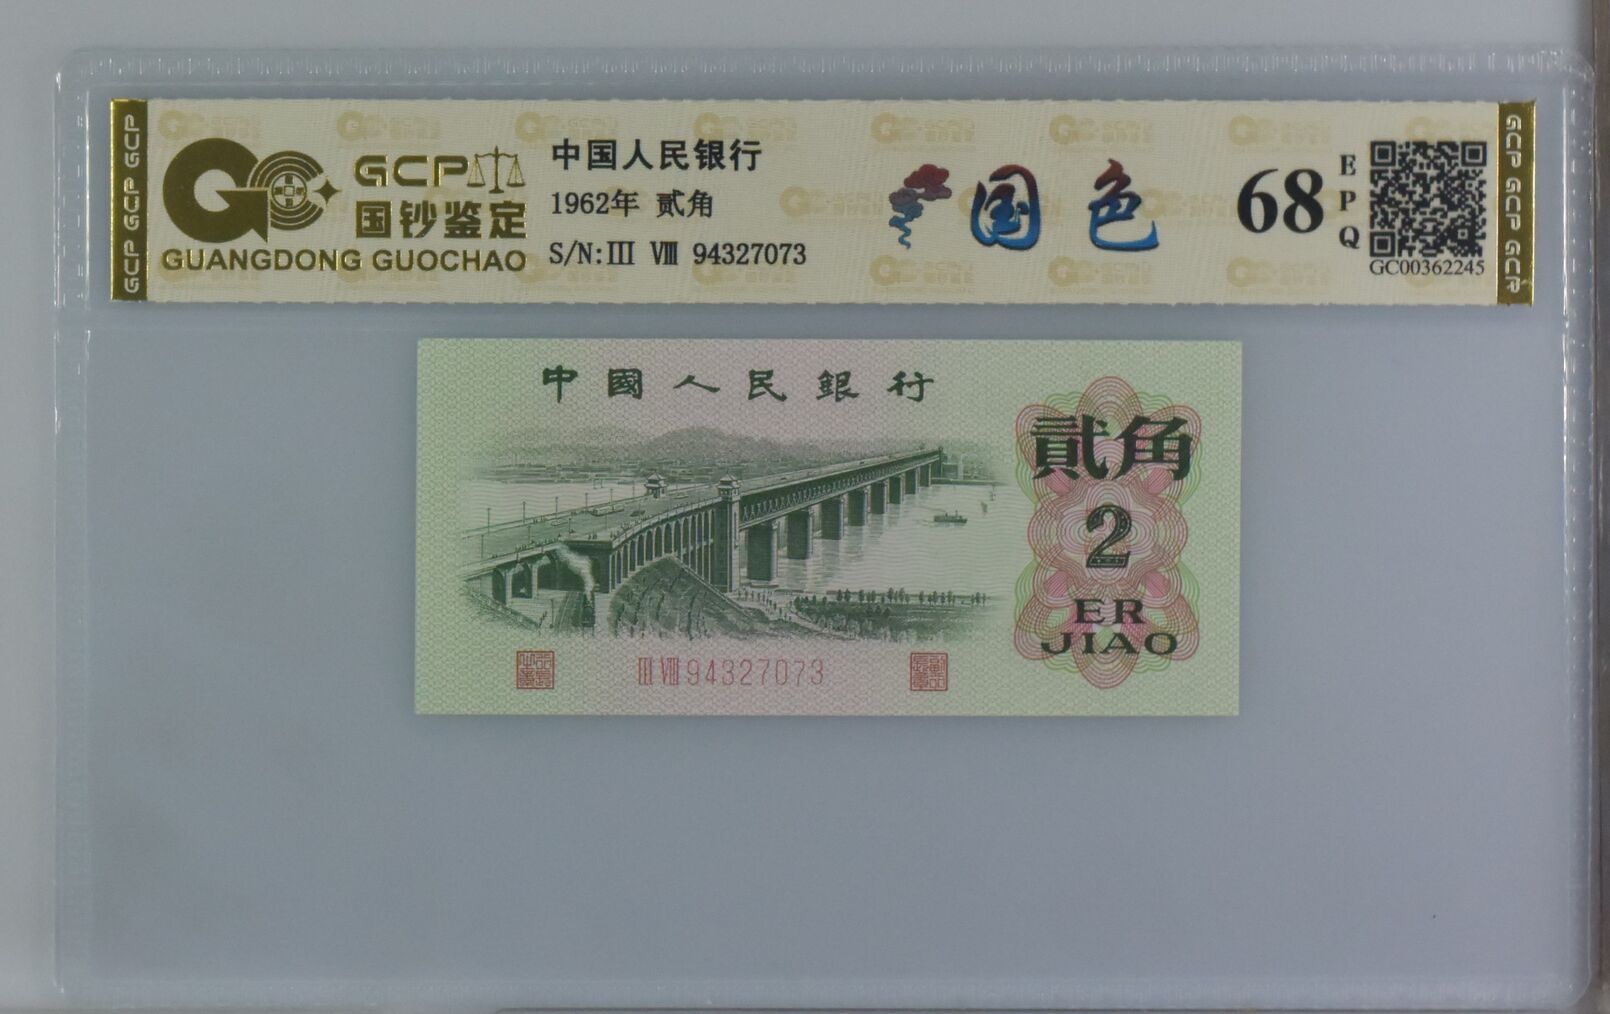 GCP GCP GCP
GCP
国钞鉴定
GUANGDONG GUOCHAO
中国人民银行
1962年 贰角
S/N:III VIII 94327073
国色
68
EPQ
GC00362245
GCP GCP GCP GCP
中國人民銀行
貳角
2
ER
JIAO
III VIII 94327073